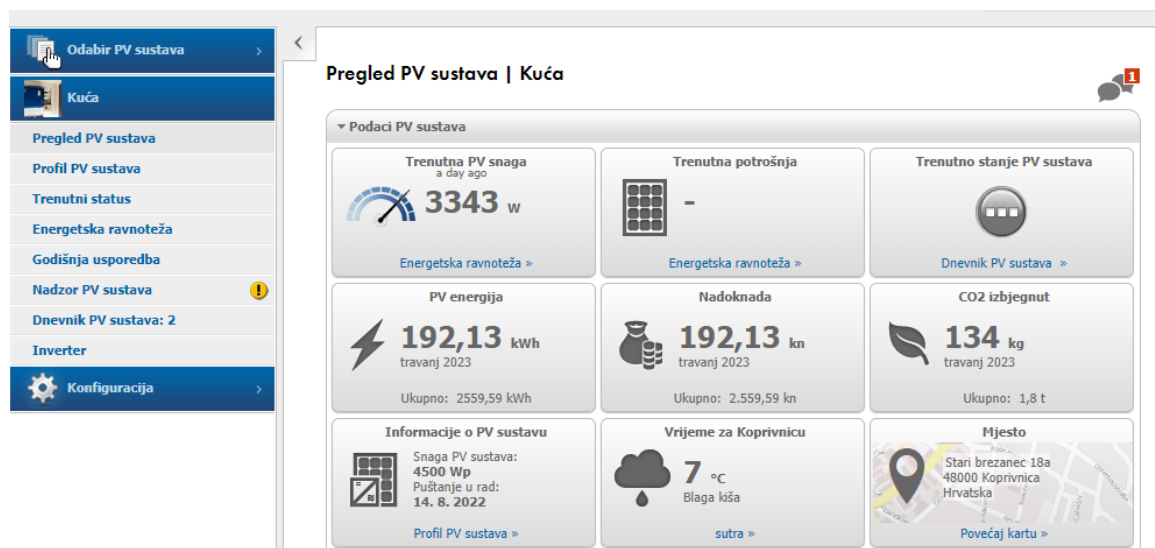 Odabir PV sustava
Kuća
Pregled PV sustava
Profil PV sustava
Trenutni status
Energetska ravnoteža
Godišnja usporedba
Nadzor PV sustava
Dnevnik PV sustava: 2
Inverter
Konfiguracija
Pregled PV sustava | Kuća
1
Podaci PV sustava
Trenutna PV snaga
a day ago
3343 W
Energetska ravnoteža »
Trenutna potrošnja
-
Energetska ravnoteža »
Trenutno stanje PV sustava
Dnevnik PV sustava »
PV energija
192,13 kWh
travanj 2023
Ukupno: 2559,59 kWh
Nadoknada
192,13 kn
travanj 2023
Ukupno: 2.559,59 kn
CO2 izbjegnut
134 kg
travanj 2023
Ukupno: 1,8 t
Informacije o PV sustavu
Snaga PV sustava:
4500 Wp
Puštanje u rad:
14. 8. 2022
Profil PV sustava »
Vrijeme za Koprivnicu
7 °C
Blaga kiša
sutra »
Mjesto
Stari brezanec 18a
48000 Koprivnica
Hrvatska
Povećaj kartu »